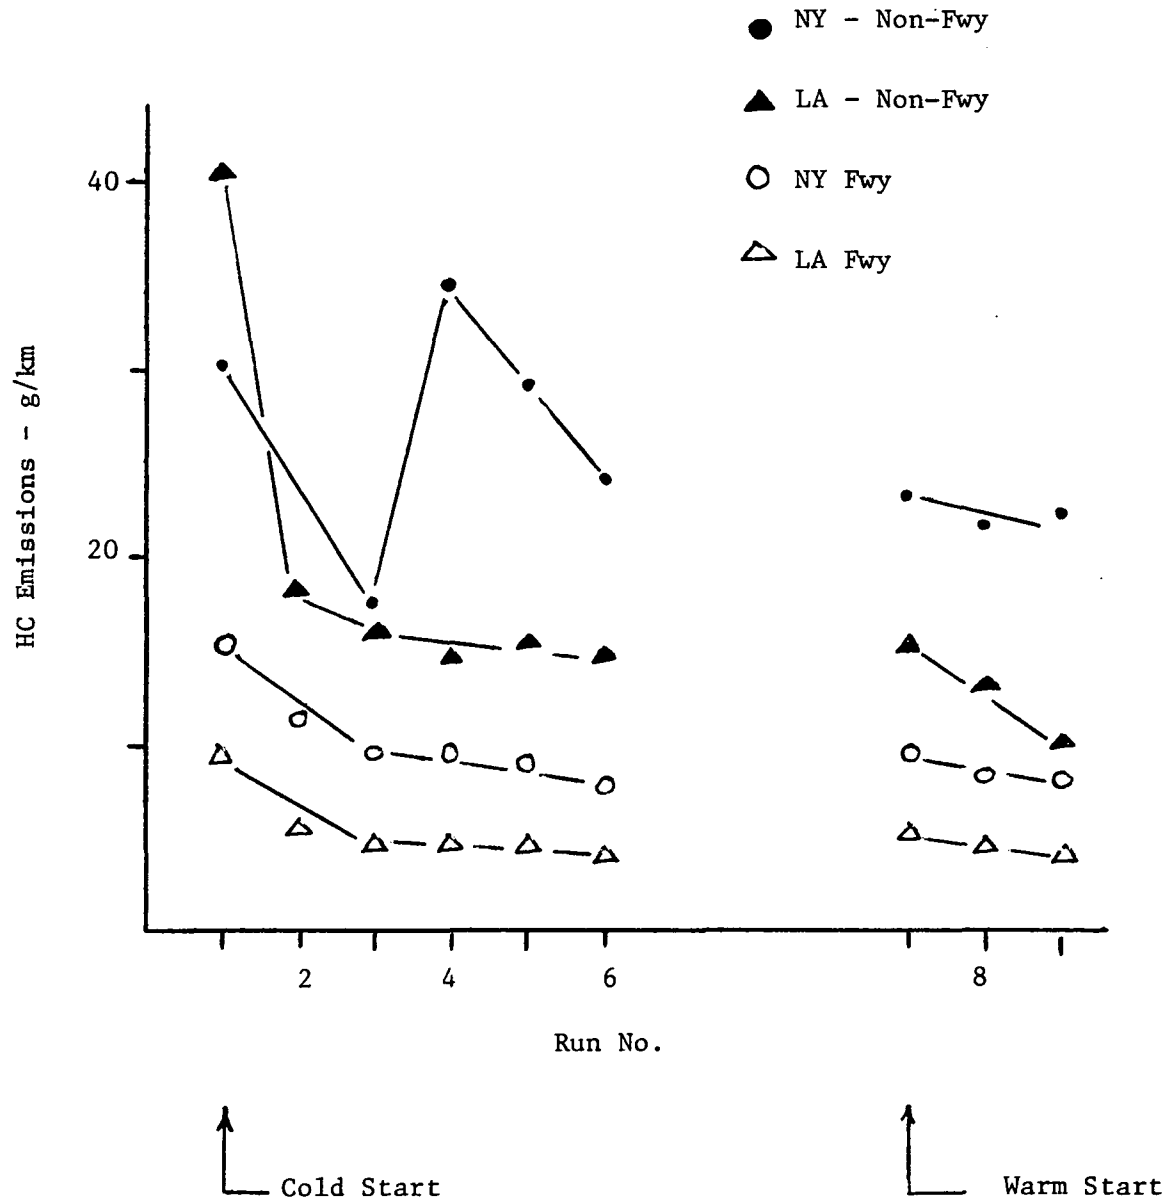 NY - Non-Fwy
LA - Non-Fwy
NY Fwy
LA Fwy
HC Emissions - g/km
40
20
2 4 6 8
Run No.
Cold Start Warm Start